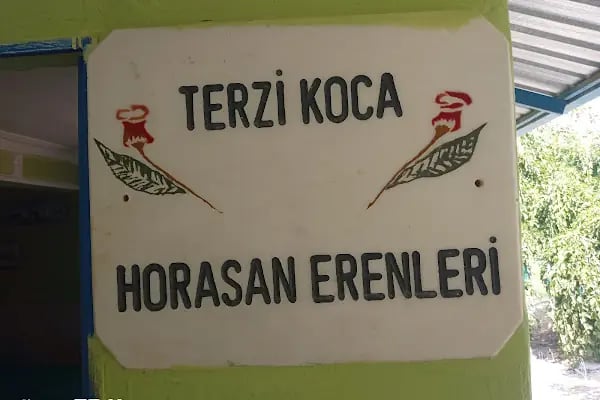 TERZİ KOCA
HORASAN ERENLERİ